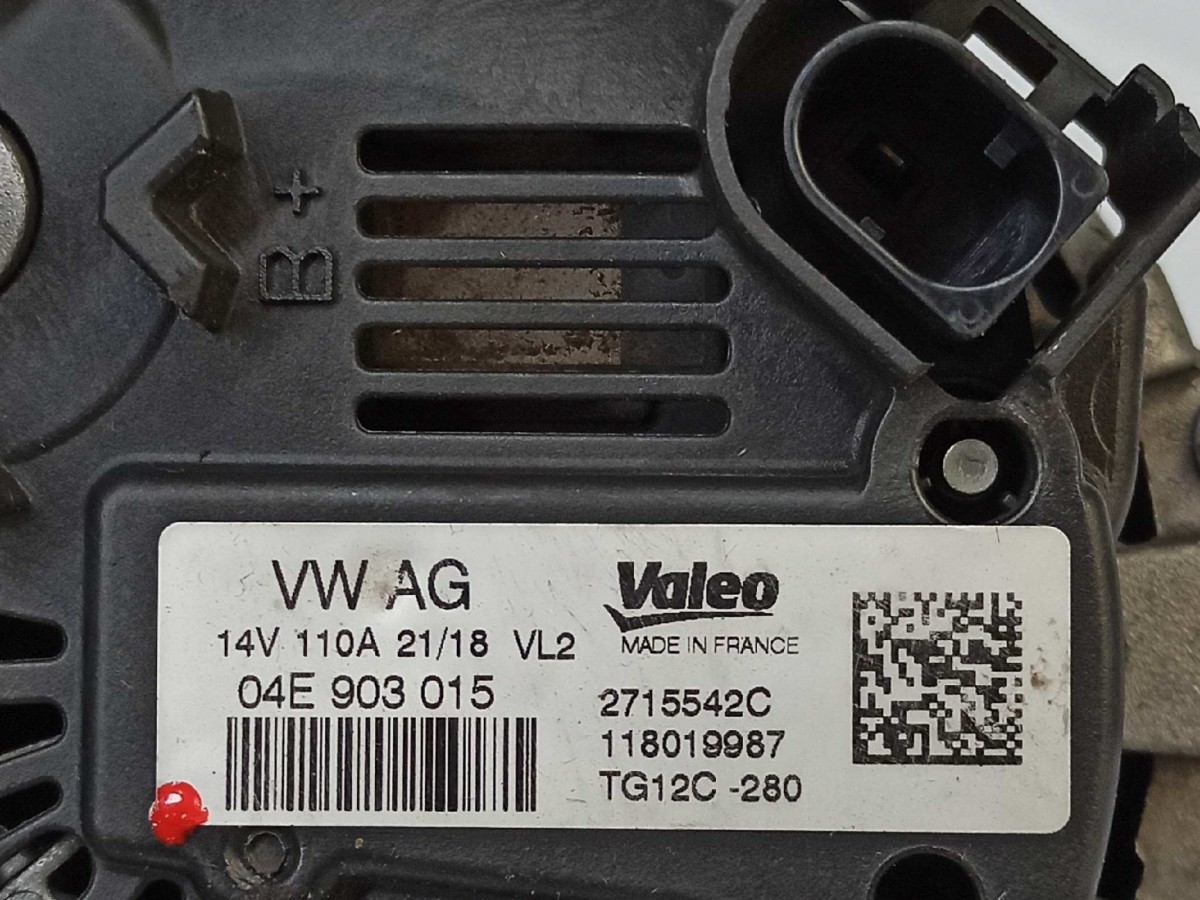 B+
VW AG
14V 110A 21/18 VL2
04E 903 015
Valeo
MADE IN FRANCE
2715542C
118019987
TG12C -280